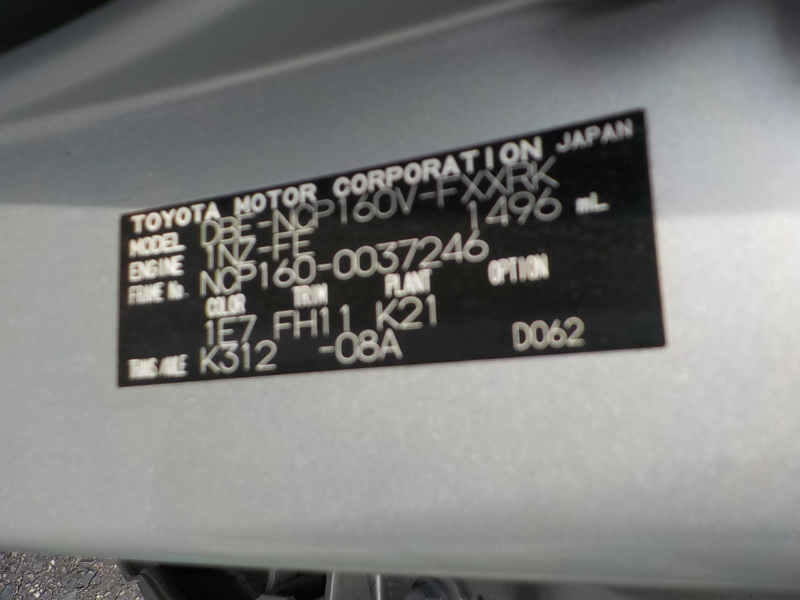 TOYOTA MOTOR CORPORATION JAPAN
MODEL DBE-NCP160V-FXXRK
ENGINE 1NZ-FE 1496 mL
FRAME No. NCP160-0037246
COLOR TRIM PLANT OPTION
1E7 FH11 K21
TRANS/AXLE K312 -08A D062